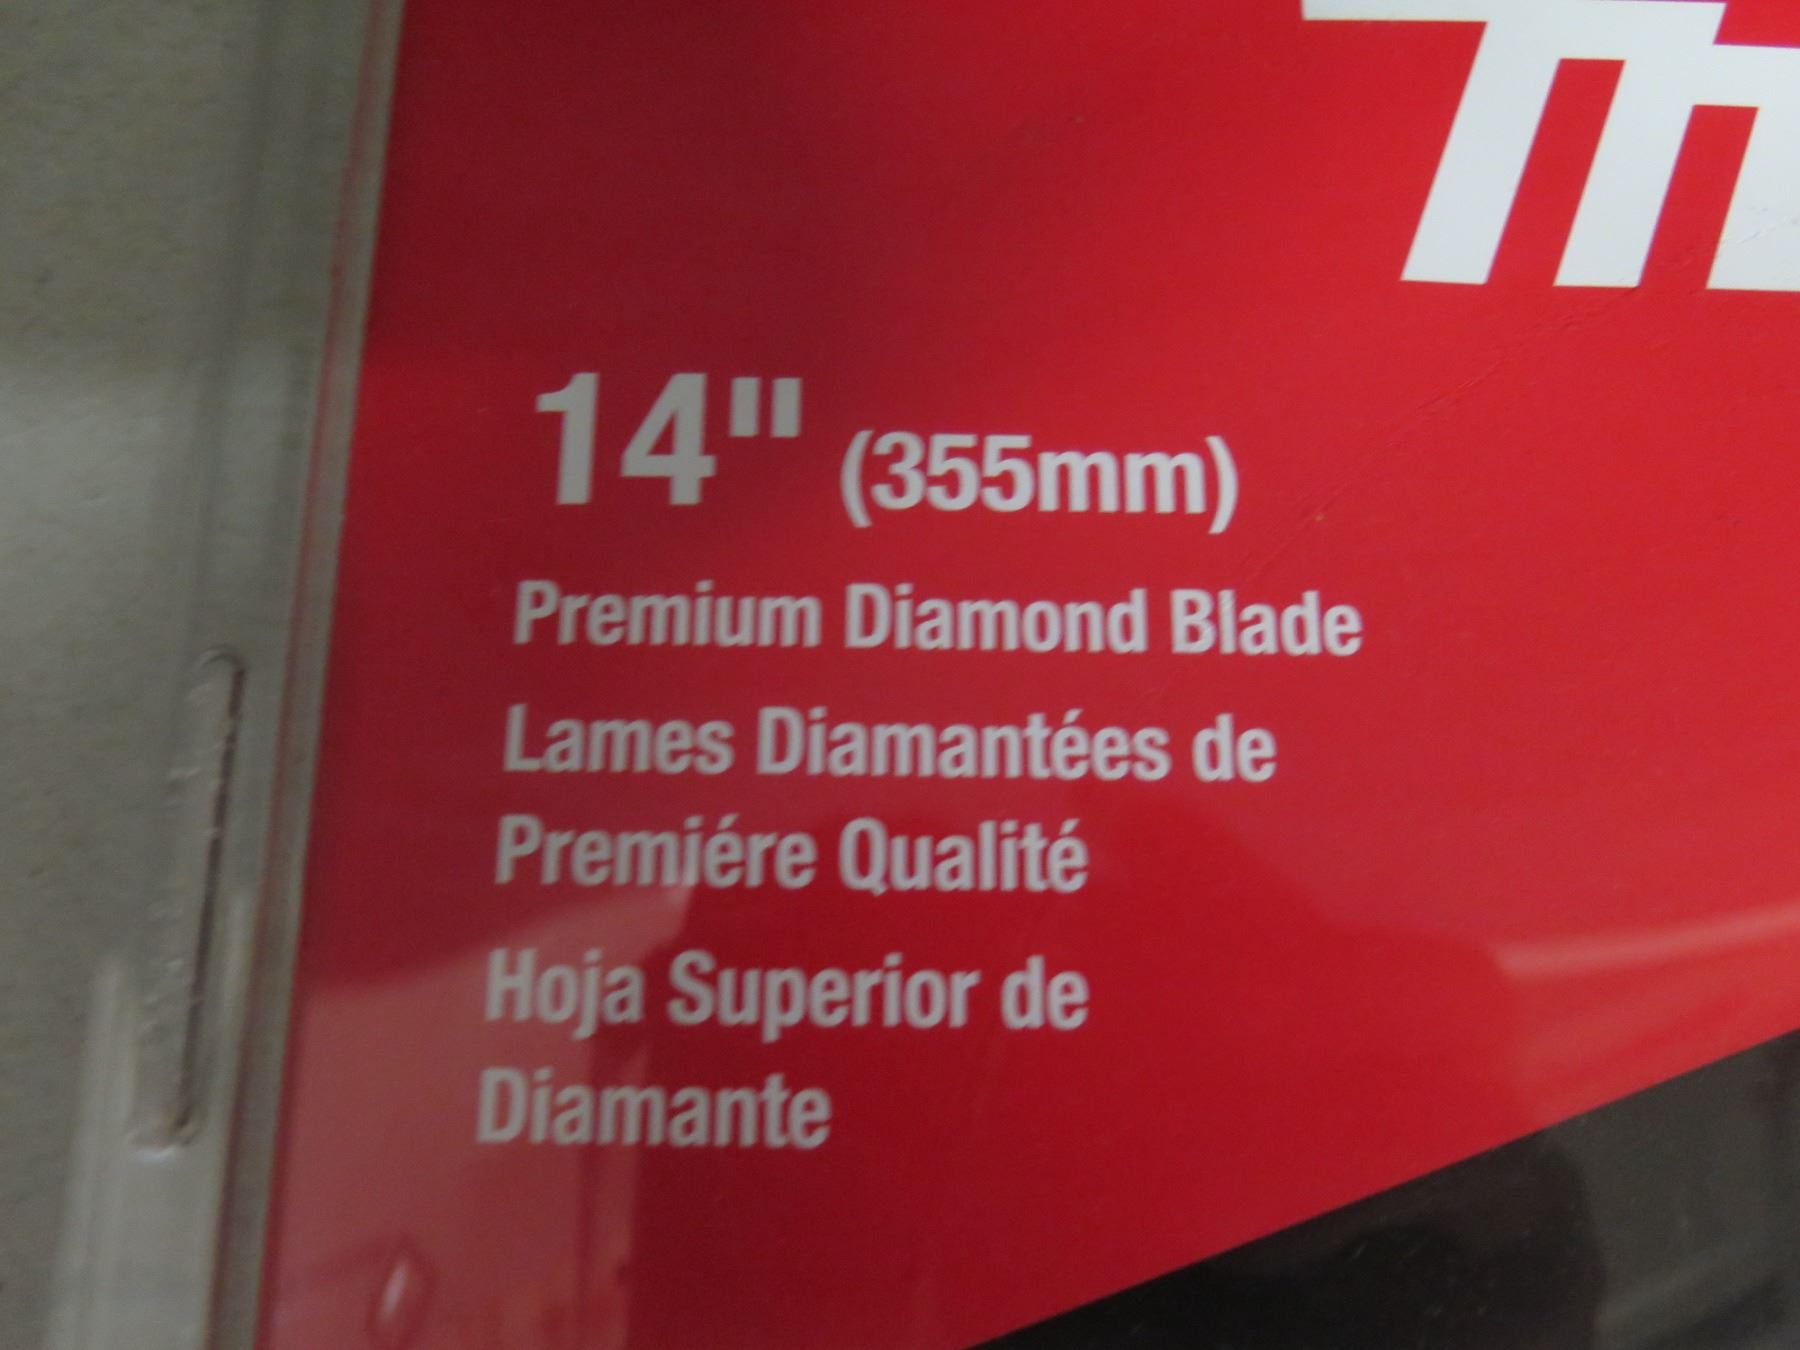 14" (355mm)
Premium Diamond Blade
Lames Diamantées de
Premiére Qualité
Hoja Superior de
Diamante